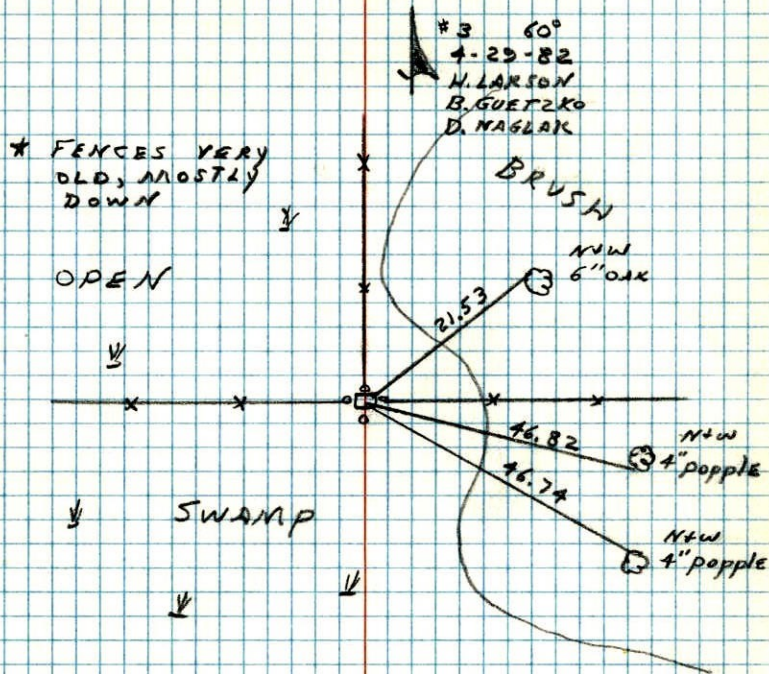 #3 60°
4-29-82
W. LARSON
B. GUETZKO
D. NAGLAK
* FENCES VERY
OLD, MOSTLY
DOWN
BRUSH
OPEN
N+W
6" OAK
21.53
46.82
N+W
4" popple
46.74
SWAMP
N+W
4" popple